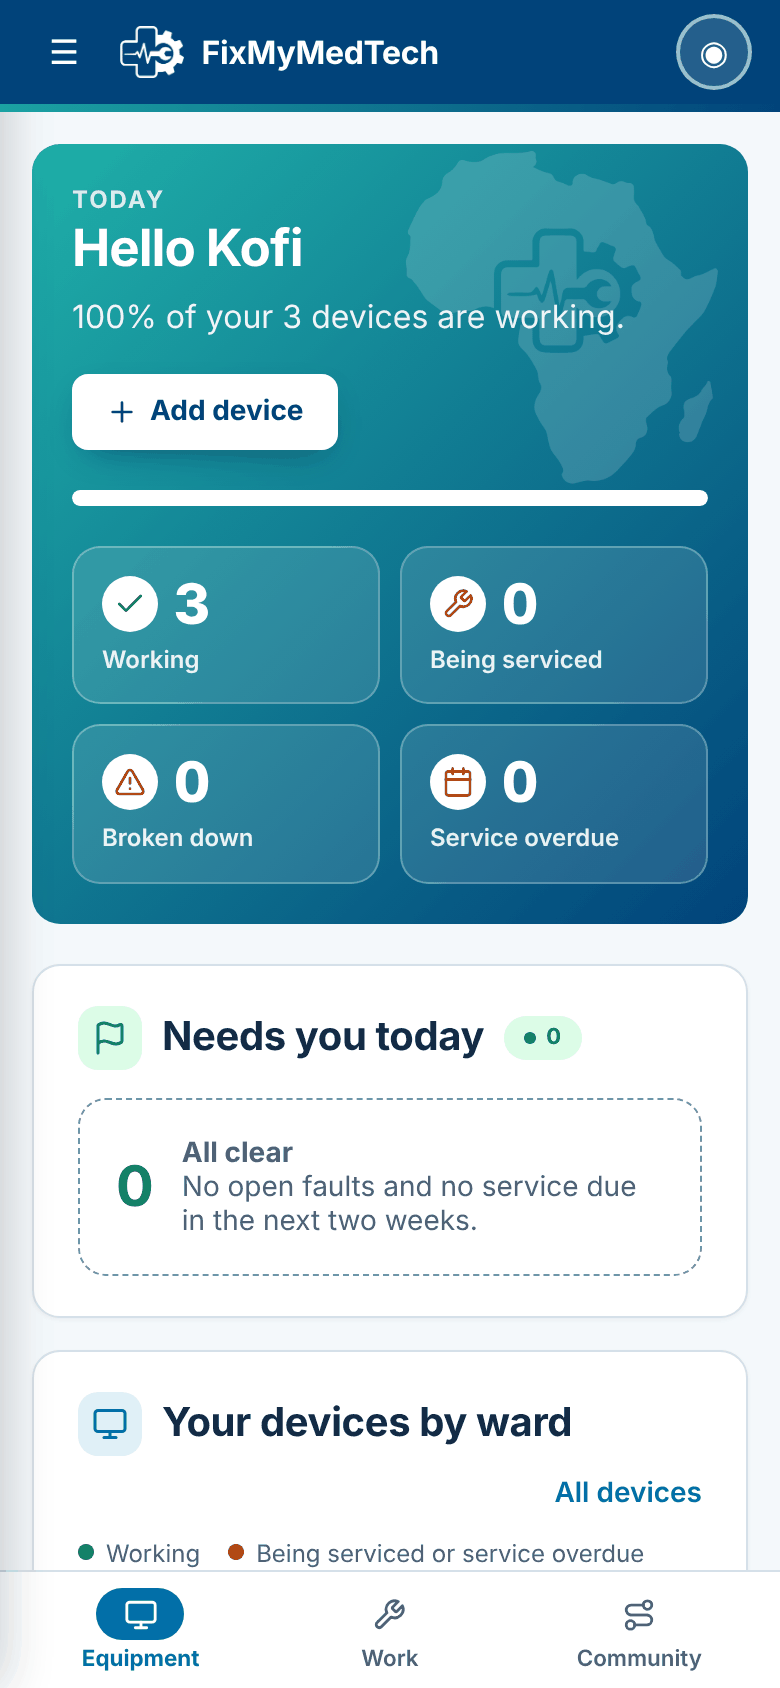 FixMyMedTech
TODAY
Hello Kofi
100% of your 3 devices are working.
Add device
3
Working
0
Being serviced
0
Broken down
0
Service overdue
Needs you today
0
0
All clear
No open faults and no service due
in the next two weeks.
Your devices by ward
All devices
Working
Being serviced or service overdue
Equipment
Work
Community